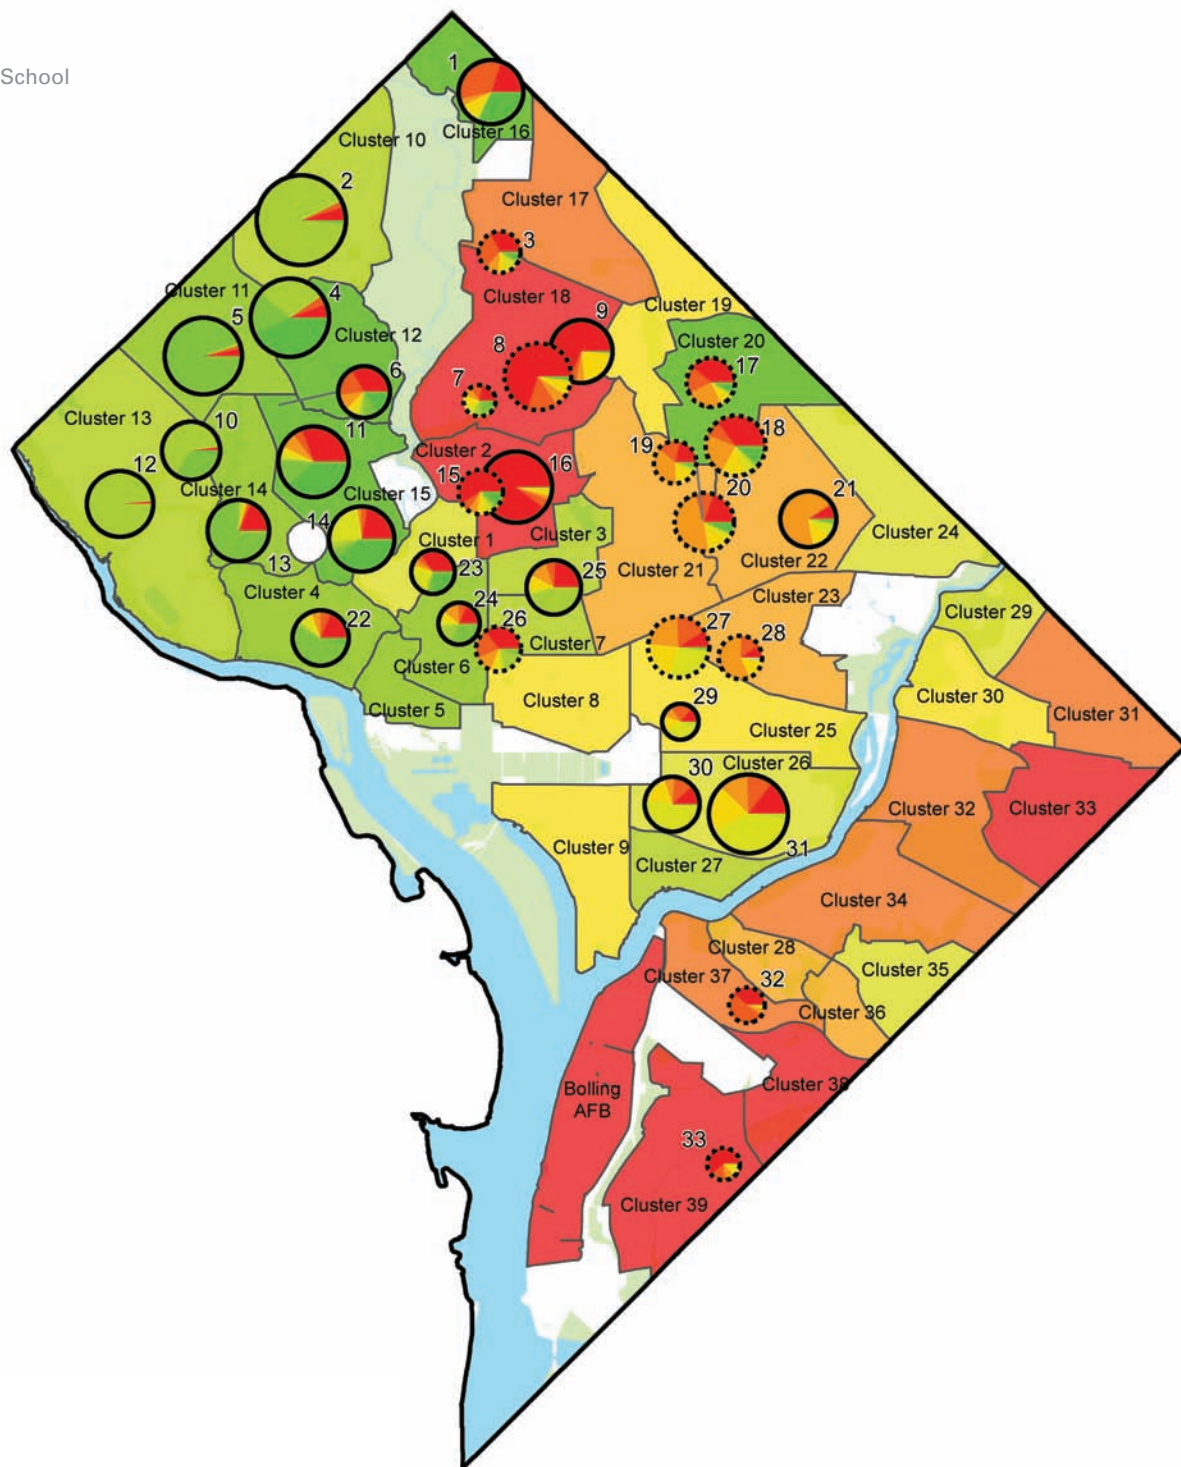 School
1
Cluster 16
Cluster 10
2
Cluster 17
3
Cluster 11
4
Cluster 18
Cluster 19
5
Cluster 12
9
8
Cluster 20
17
6
7
Cluster 13
10
11
Cluster 2
19
18
12
Cluster 14
15
16
20
21
Cluster 15
14
13
Cluster 1
Cluster 3
Cluster 22
Cluster 24
23
25
Cluster 21
Cluster 4
24
26
Cluster 23
Cluster 29
22
27
28
Cluster 7
Cluster 6
Cluster 5
Cluster 8
29
Cluster 30
Cluster 31
Cluster 25
30
Cluster 26
Cluster 32
Cluster 33
31
Cluster 9
Cluster 27
Cluster 34
Cluster 28
Cluster 35
Cluster 37
32
Cluster 36
Cluster 38
Bolling
AFB
33
Cluster 39